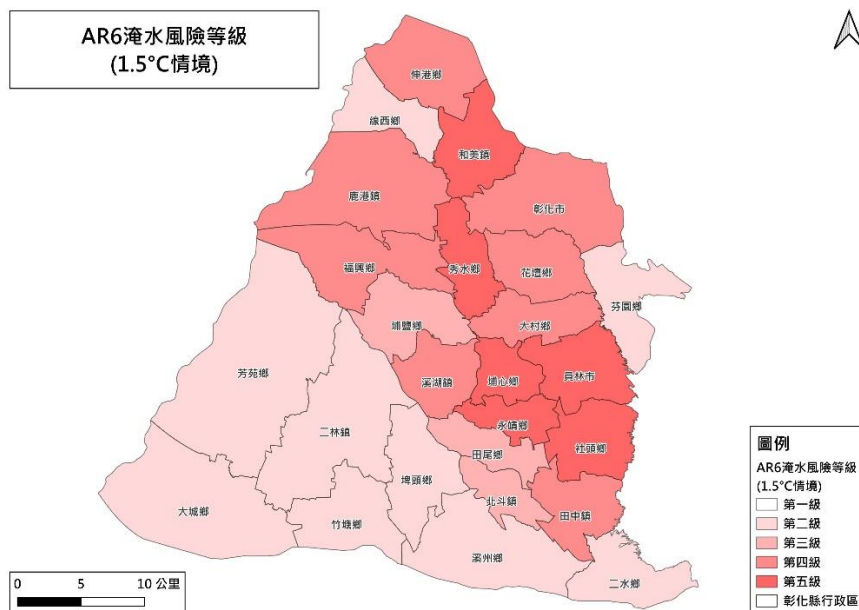 AR6淹水風險等級
(1.5°C情境)
伸港鄉
線西鄉
和美鎮
鹿港鎮
彰化市
福興鄉
秀水鄉
花壇鄉
芬園鄉
埔鹽鄉
大村鄉
芳苑鄉
溪湖鎮
埔心鄉
員林市
二林鎮
永靖鄉
田尾鄉
社頭鄉
埤頭鄉
大城鄉
竹塘鄉
北斗鎮
田中鎮
溪州鄉
二水鄉
0 5 10 公里
圖例
AR6淹水風險等級
(1.5°C情境)
第一級
第二級
第三級
第四級
第五級
彰化縣行政區